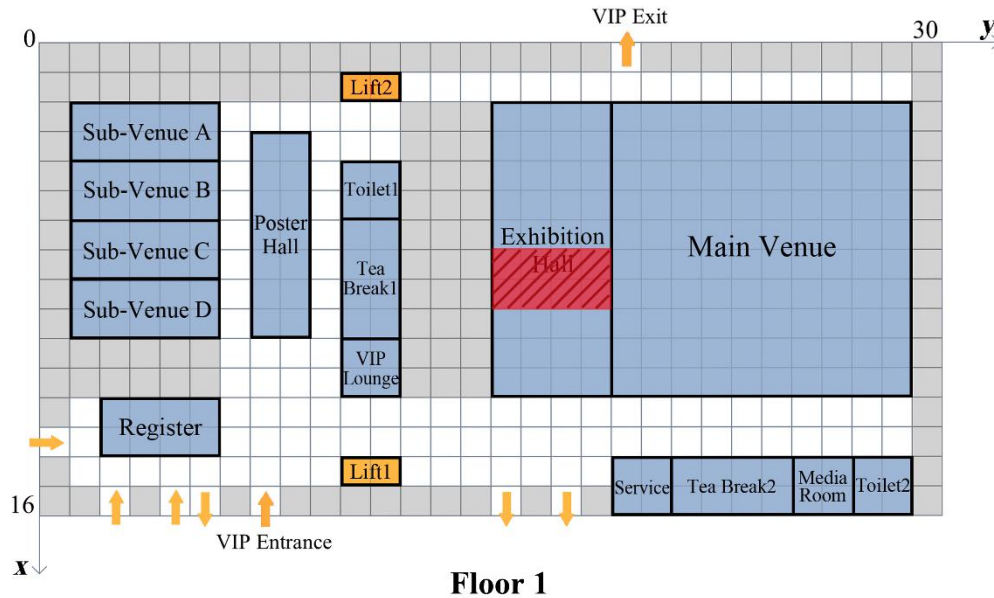 VIP Exit
0
30
y
Lift2
Sub-Venue A
Sub-Venue B
Sub-Venue C
Sub-Venue D
Poster
Hall
Toilet1
Tea
Break1
VIP
Lounge
Exhibition
Hall
Main Venue
Register
Lift1
Service
Tea Break2
Media
Room
Toilet2
16
VIP Entrance
x
Floor 1